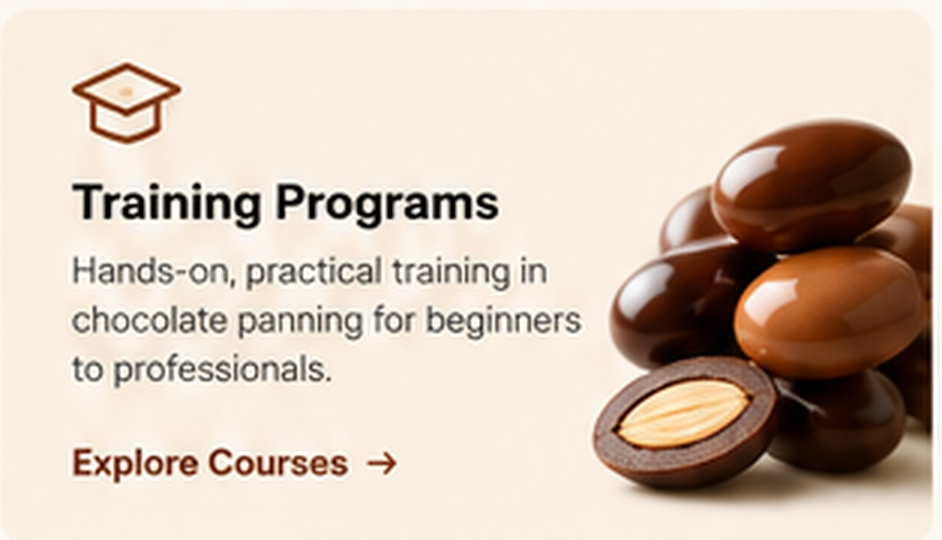 Training Programs
Hands-on, practical training in
chocolate panning for beginners
to professionals.
Explore Courses →